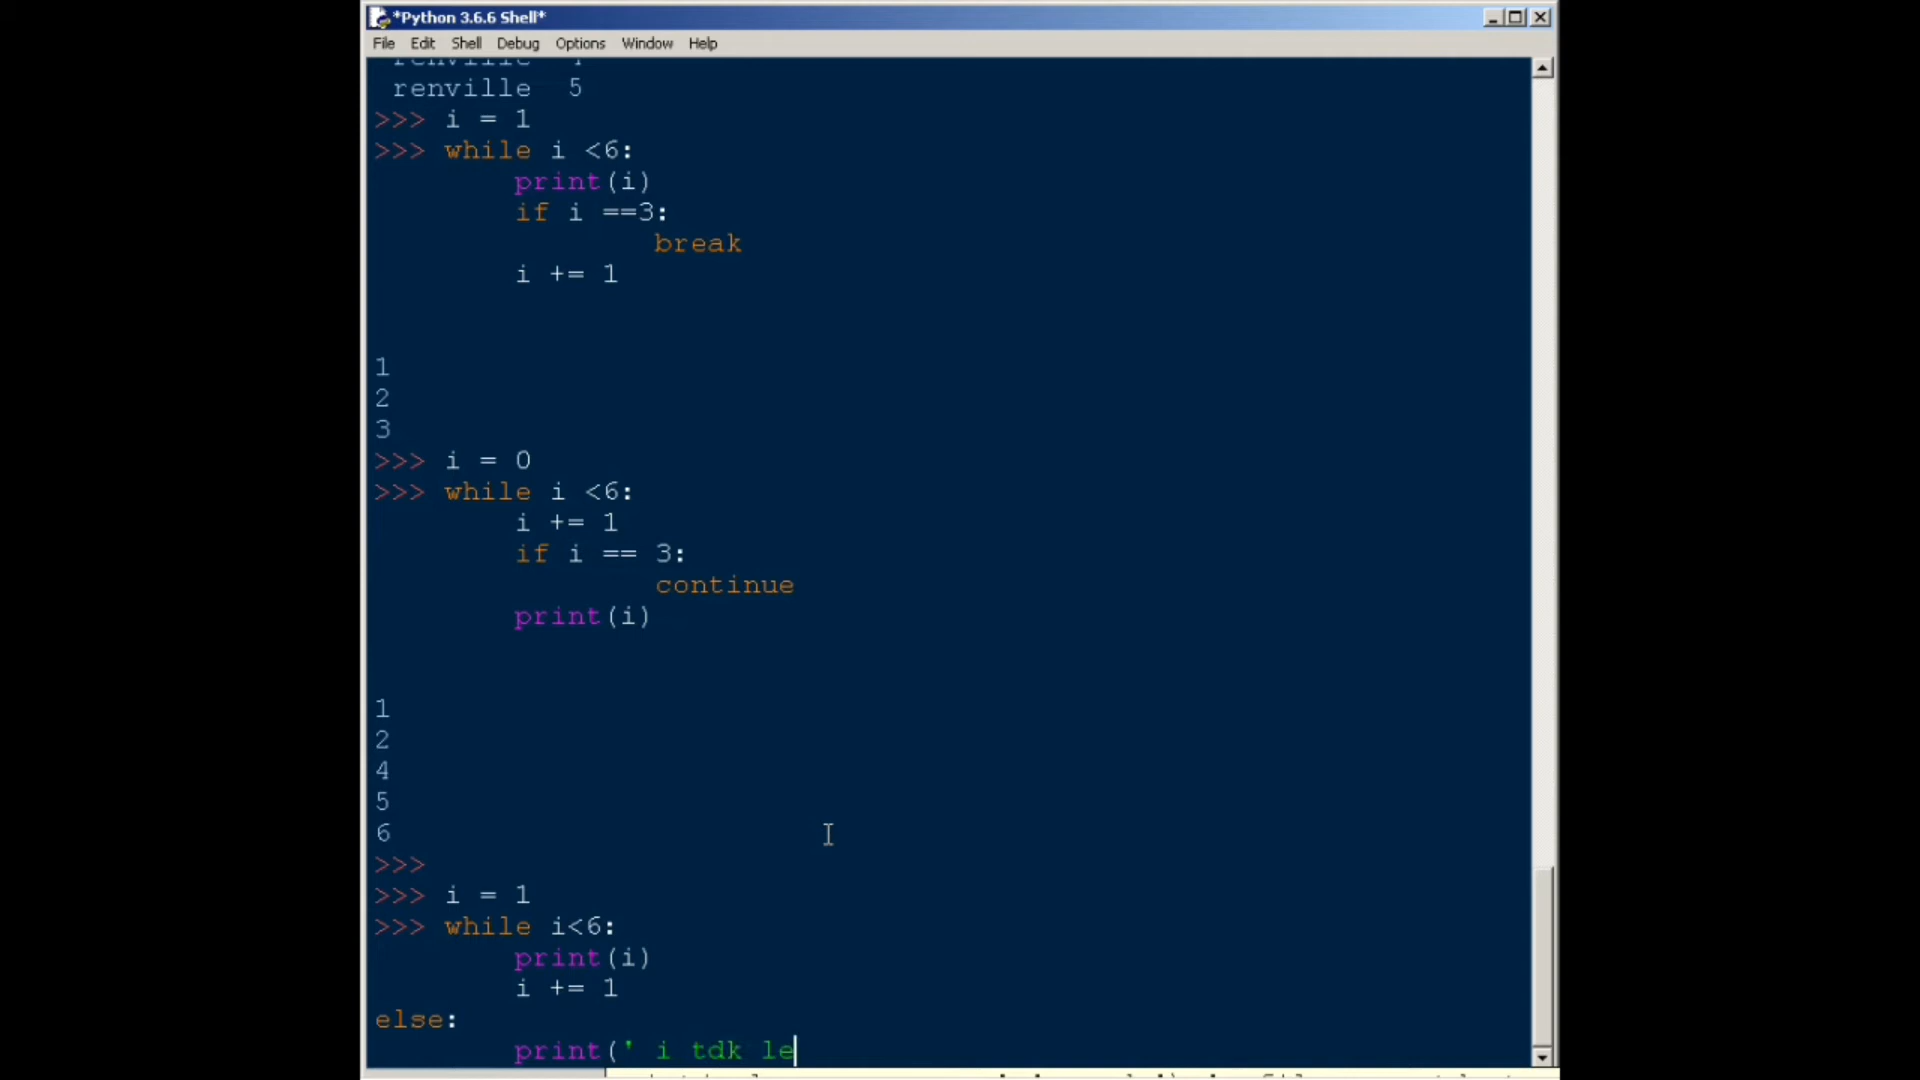 *Python 3.6.6 Shell*
File Edit Shell Debug Options Window Help
renville 5
>>> i = 1
>>> while i <6:
print(i)
if i ==3:
break
i += 1
1
2
3
>>> i = 0
>>> while i <6:
i += 1
if i == 3:
continue
print(i)
1
2
4
5
6
>>>
>>> i = 1
>>> while i<6:
print(i)
i += 1
else:
print(' i tdk le